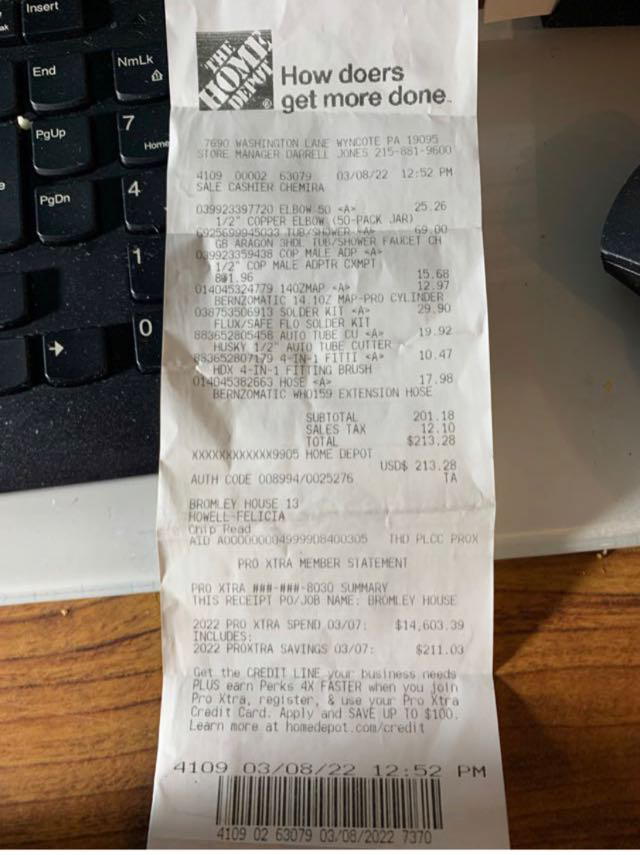 Insert
End
NmLk
PgUp
7
Home
PgDn
4
1
0
THE HOME DEPOT
How doers
get more done.
7690 WASHINGTON LANE WYNCOTE PA 19095
STORE MANAGER DARRELL JONES 215-881-9600
4109 00002 63079 03/08/22 12:52 PM
SALE CASHIER CHEMIRA
039923397720 ELBOW 50 <A> 25.26
1/2" COPPER ELBOW (50-PACK JAR)
6925699945033 TUB/SHOWER <A> 69.00
GB ARAGON 3HDL TUB/SHOWER FAUCET CH
039923359438 COP MALE ADP <A>
1/2" COP MALE ADPTR CXMPT
8@1.96 15.68
014045324779 14OZMAP <A> 12.97
BERNZOMATIC 14.1OZ MAP-PRO CYLINDER
038753506913 SOLDER KIT <A> 29.90
FLUX/SAFE FLO SOLDER KIT
883652805458 AUTO TUBE CU <A> 19.92
HUSKY 1/2" AUTO TUBE CUTTER
883652807179 4-IN-1 FITTI <A> 10.47
HDX 4-IN-1 FITTING BRUSH
014045382663 HOSE <A> 17.98
BERNZOMATIC WH0159 EXTENSION HOSE
SUBTOTAL 201.18
SALES TAX 12.10
TOTAL $213.28
XXXXXXXXXXXX9905 HOME DEPOT
USD$ 213.28
AUTH CODE 008994/0025276 TA
BROMLEY HOUSE 13
HOWELL-FELICIA
Chip Read
AID A0000000049999D8400305 THD PLCC PROX
PRO XTRA MEMBER STATEMENT
PRO XTRA ###-###-8030 SUMMARY
THIS RECEIPT PO/JOB NAME: BROMLEY HOUSE
2022 PRO XTRA SPEND 03/07: $14,603.39
INCLUDES:
2022 PROXTRA SAVINGS 03/07: $211.03
Get the CREDIT LINE your business needs
PLUS earn Perks 4X FASTER when you join
Pro Xtra, register, & use your Pro Xtra
Credit Card. Apply and SAVE UP TO $100.
Learn more at homedepot.com/credit
4109 03/08/22 12:52 PM
4109 02 63079 03/08/2022 7370